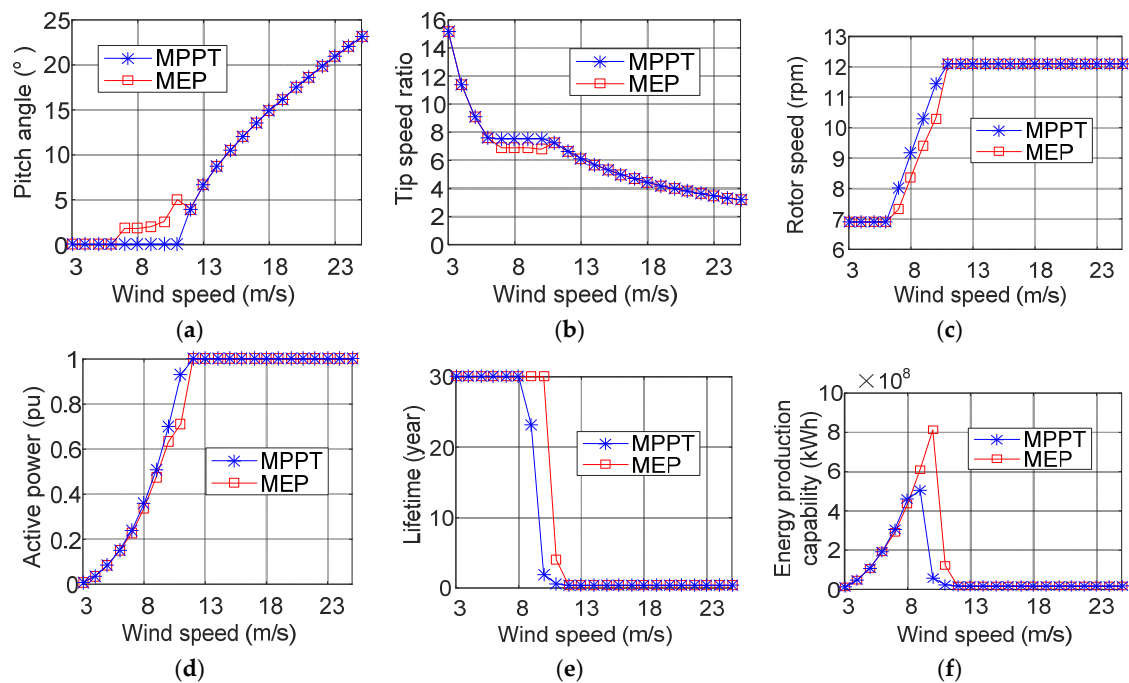 25
20
15
10
5
0
Pitch angle (°)
MPPT
MEP
3
8
13
18
23
Wind speed (m/s)
(a)
16
14
12
10
8
6
4
2
0
Tip speed ratio
MPPT
MEP
3
8
13
18
23
Wind speed (m/s)
(b)
13
12
11
10
9
8
7
6
Rotor speed (rpm)
MPPT
MEP
3
8
13
18
23
Wind speed (m/s)
(c)
1
0.8
0.6
0.4
0.2
0
Active power (pu)
MPPT
MEP
3
8
13
18
23
Wind speed (m/s)
(d)
30
20
10
0
Lifetime (year)
MPPT
MEP
3
8
13
18
23
Wind speed (m/s)
(e)
×10⁸
10
8
6
4
2
0
Energy production
capability (kWh)
MPPT
MEP
3
8
13
18
23
Wind speed (m/s)
(f)